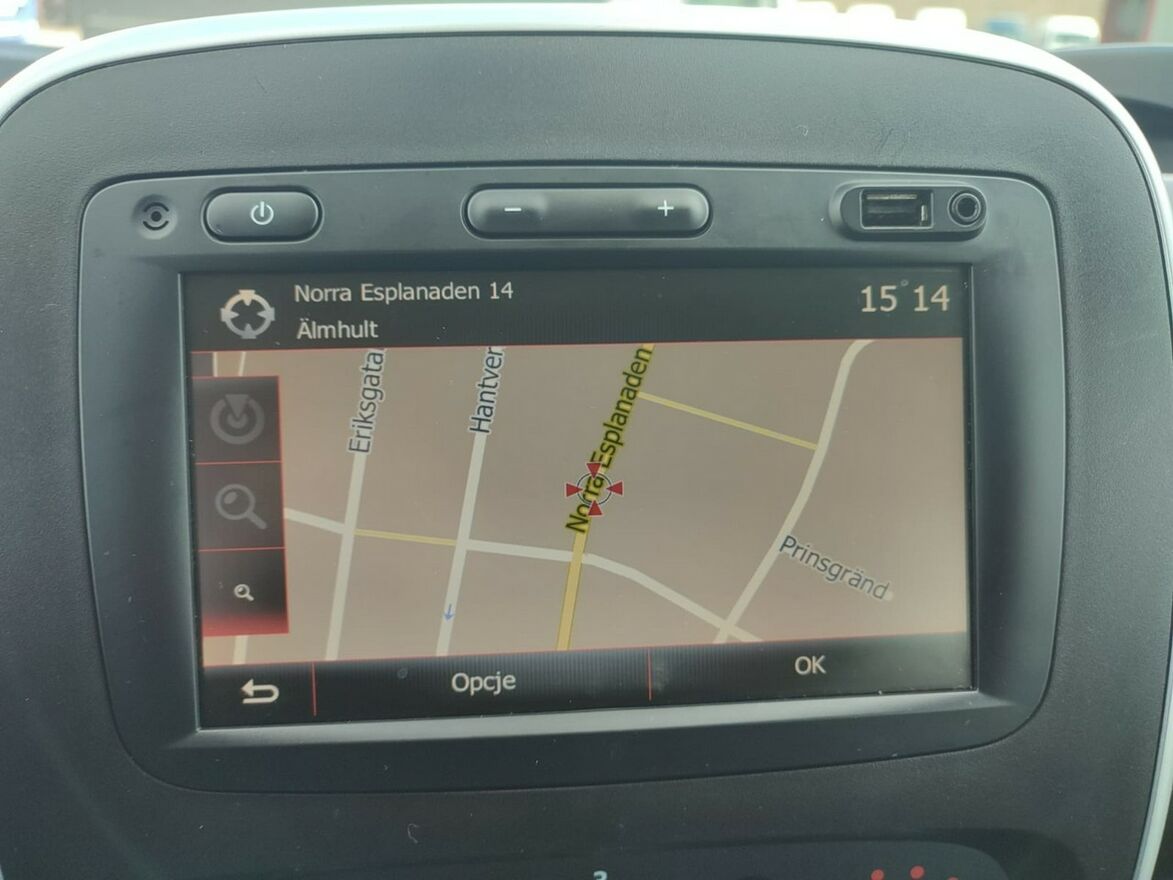 Norra Esplanaden 14
15 14
Älmhult
Eriksgata
Hantver
Norra Esplanaden
Prinsgränd
Opcje
OK